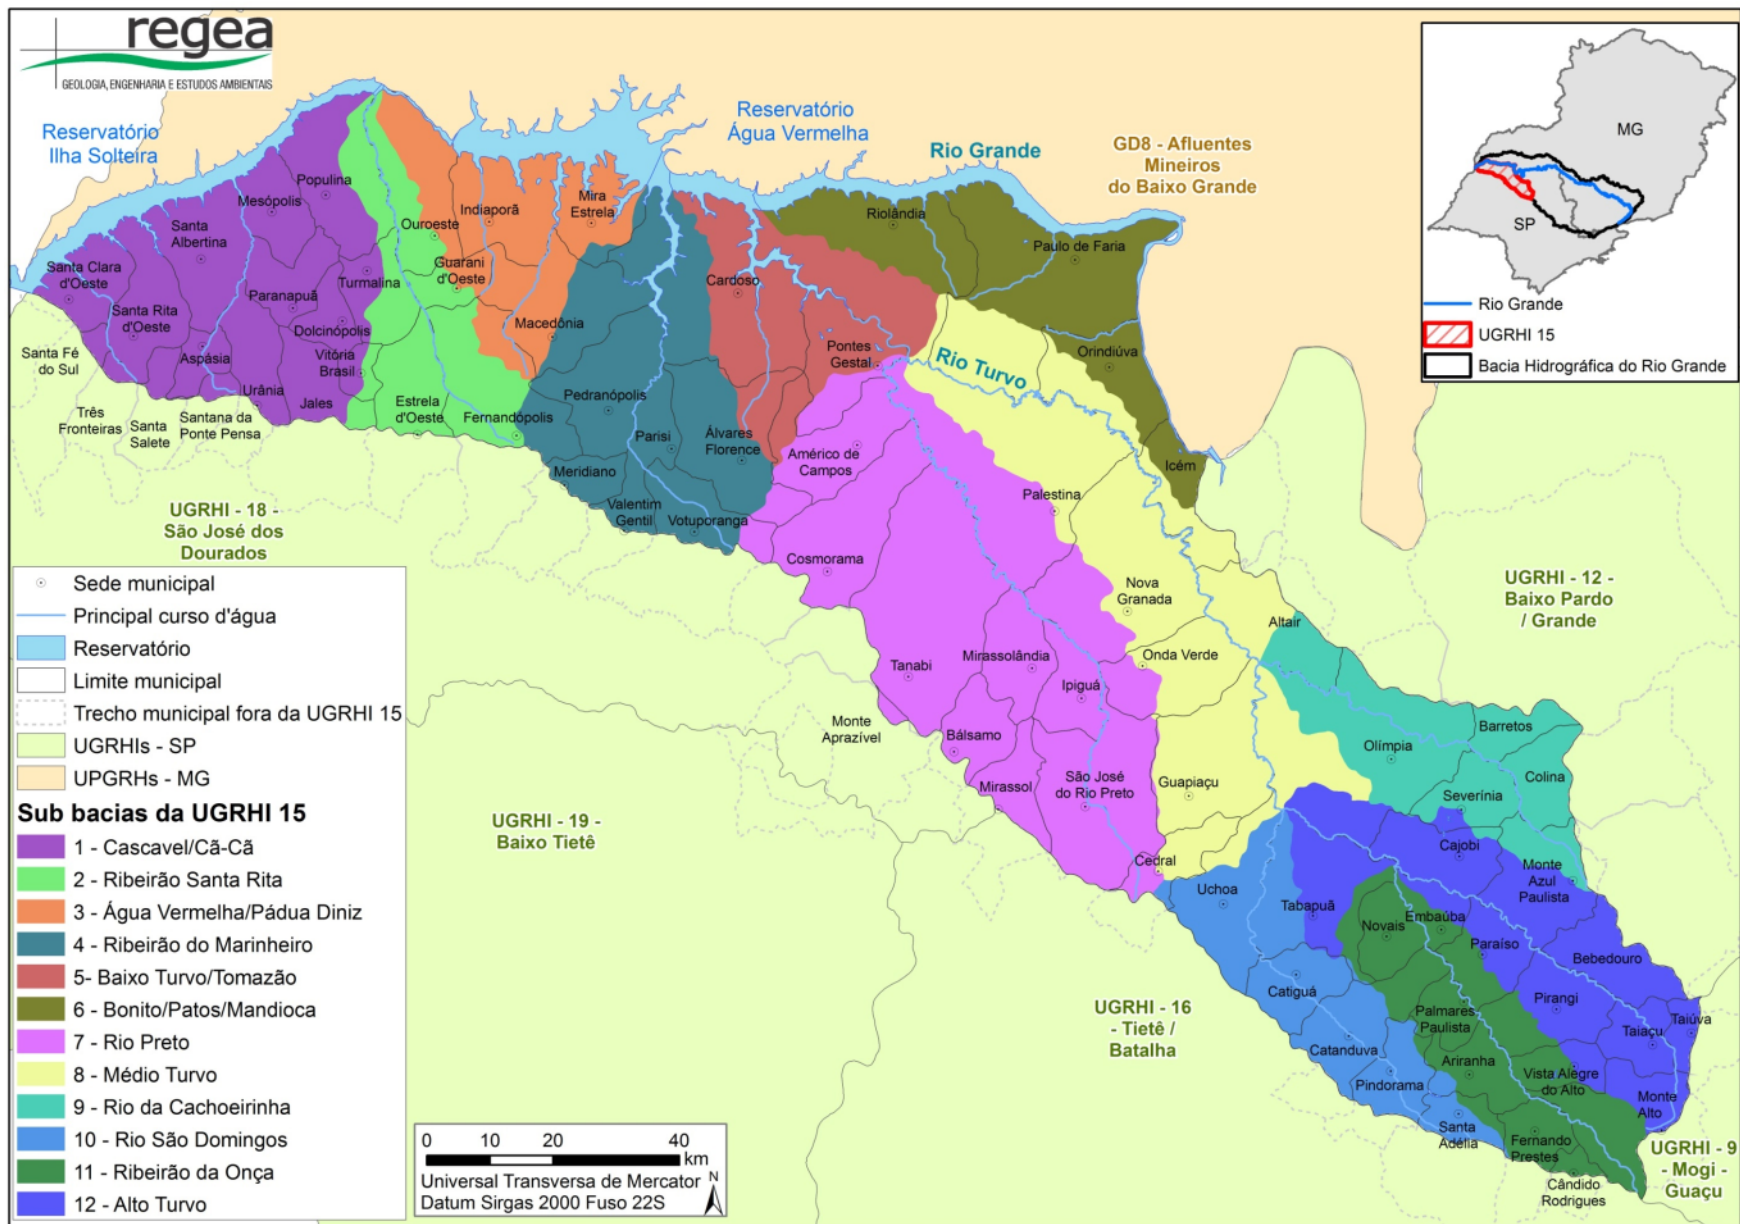 regea
GEOLOGIA, ENGENHARIA E ESTUDOS AMBIENTAIS
Reservatório
Ilha Solteira
Reservatório
Água Vermelha
Rio Grande
GD8 - Afluentes
Mineiros
do Baixo Grande
MG
SP
Rio Grande
UGRHI 15
Bacia Hidrográfica do Rio Grande
Populina
Mesópolis
Santa
Albertina
Santa Clara
d'Oeste
Santa Rita
d'Oeste
Paranapuã
Turmalina
Dolcinópolis
Aspásia
Vitória
Brasil
Urânia
Jales
Santa Fé
do Sul
Três
Fronteiras
Santa
Salete
Santana da
Ponte Pensa
Ouroeste
Guarani
d'Oeste
Indiaporã
Mira
Estrela
Macedônia
Estrela
d'Oeste
Fernandópolis
Pedranópolis
Parisi
Álvares
Florence
Meridiano
Valentim
Gentil
Votuporanga
Cardoso
Pontes
Gestal
Riolândia
Paulo de Faria
Orindiúva
Icém
Rio Turvo
Américo de
Campos
Palestina
Cosmorama
Nova
Granada
Altair
Onda Verde
Tanabi
Mirassolândia
Ipiguá
Monte
Aprazível
Bálsamo
Mirassol
São José
do Rio Preto
Guapiaçu
Cedral
Olímpia
Barretos
Colina
Severínia
Cajobi
Monte
Azul
Paulista
Uchoa
Tabapuã
Novais
Embaúba
Paraíso
Bebedouro
Catiguá
Pirangi
Palmares
Paulista
Taiaçu
Taiúva
Catanduva
Ariranha
Pindorama
Vista Alegre
do Alto
Monte
Alto
Santa
Adélia
Fernando
Prestes
Cândido
Rodrigues
UGRHI - 18 -
São José dos
Dourados
UGRHI - 12 -
Baixo Pardo
/ Grande
UGRHI - 19 -
Baixo Tietê
UGRHI - 16
- Tietê /
Batalha
UGRHI - 9
- Mogi -
Guaçu
Sede municipal
Principal curso d'água
Reservatório
Limite municipal
Trecho municipal fora da UGRHI 15
UGRHIs - SP
UPGRHs - MG
Sub bacias da UGRHI 15
1 - Cascavel/Cã-Cã
2 - Ribeirão Santa Rita
3 - Água Vermelha/Pádua Diniz
4 - Ribeirão do Marinheiro
5- Baixo Turvo/Tomazão
6 - Bonito/Patos/Mandioca
7 - Rio Preto
8 - Médio Turvo
9 - Rio da Cachoeirinha
10 - Rio São Domingos
11 - Ribeirão da Onça
12 - Alto Turvo
0 10 20 40
km
Universal Transversa de Mercator
Datum Sirgas 2000 Fuso 22S
N